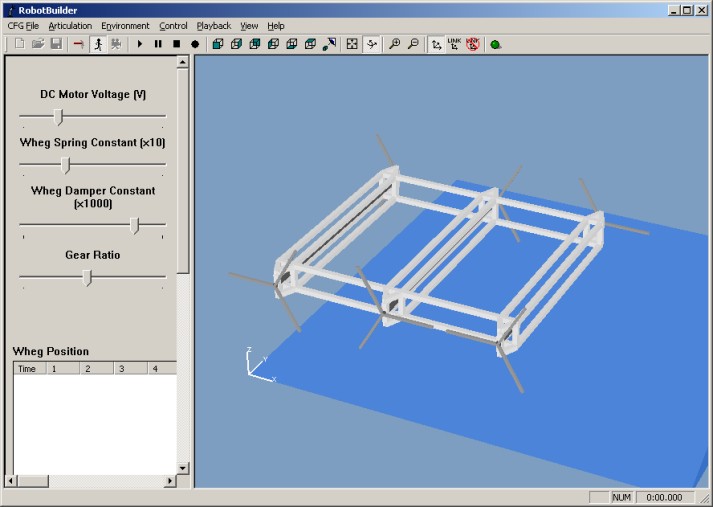 RobotBuilder
CFG File Articulation Environment Control Playback View Help
LINK
DC Motor Voltage (V)
Wheg Spring Constant (x10)
Wheg Damper Constant
(x1000)
Gear Ratio
Wheg Position
Time 1 2 3 4
Z
Y
X
NUM 0:00.000